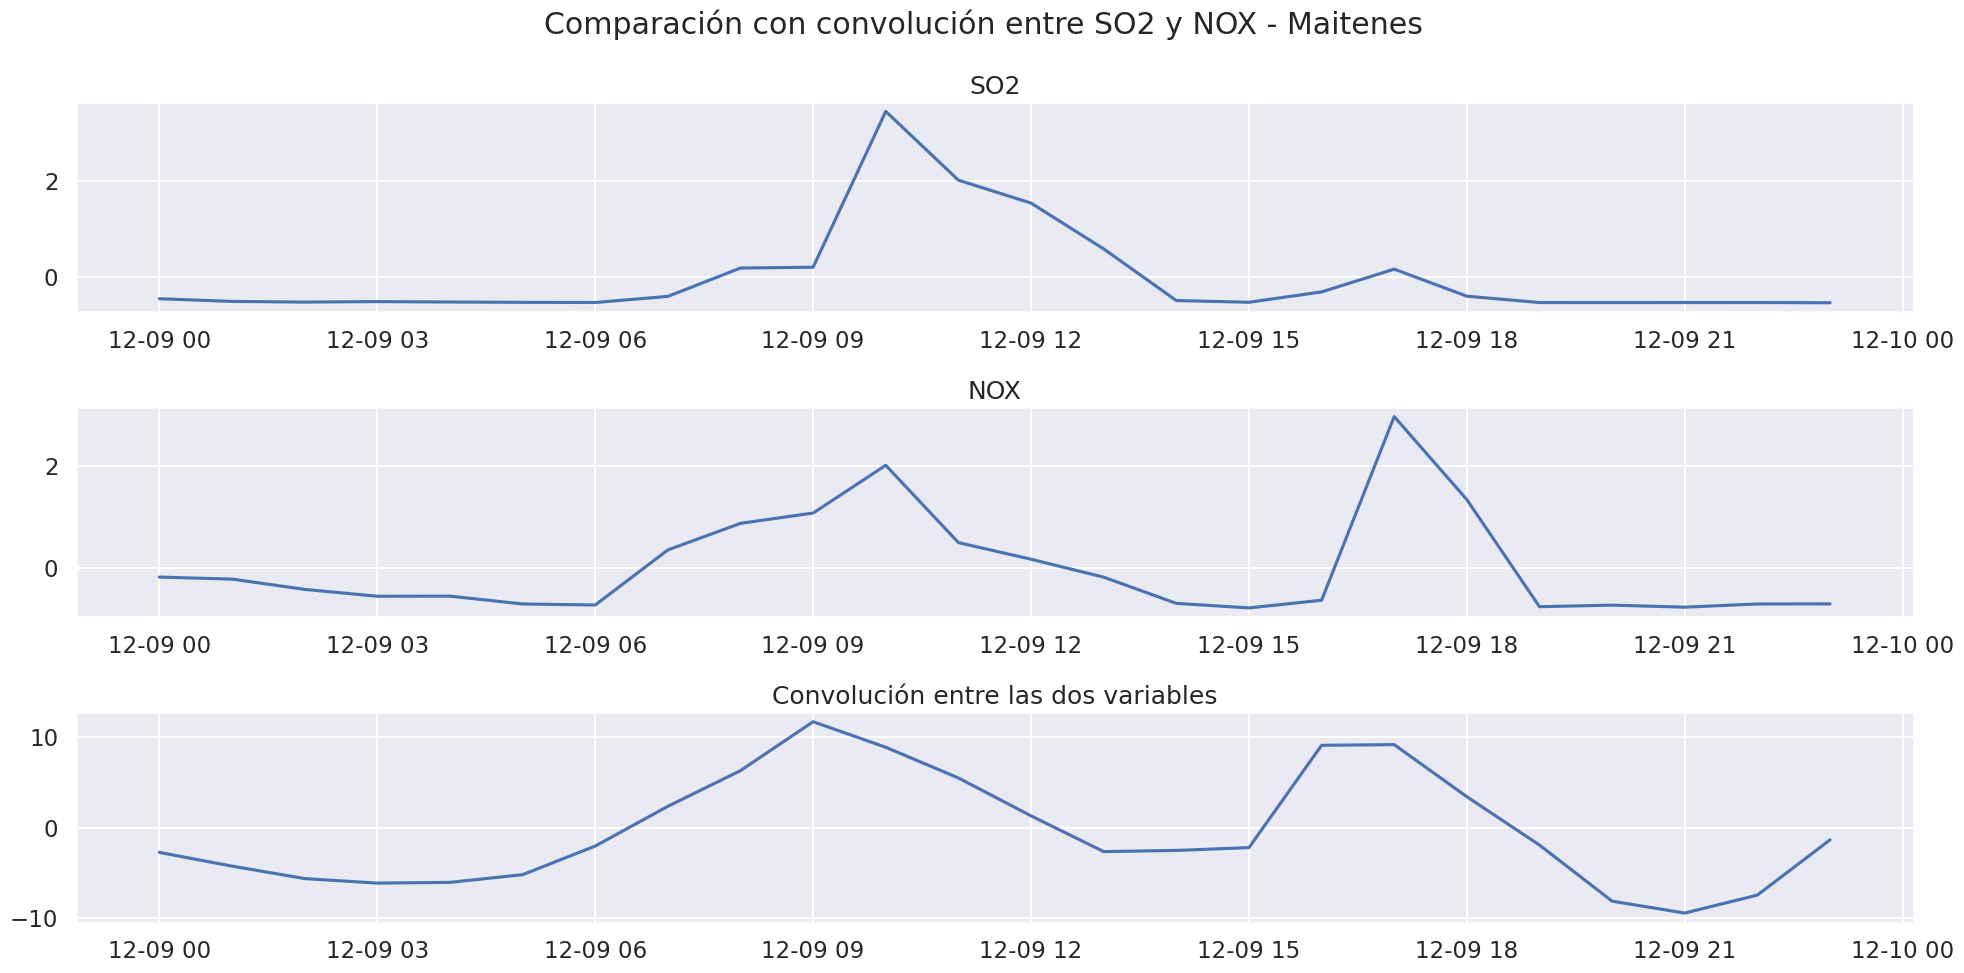 Comparación con convolución entre SO2 y NOX - Maitenes
SO2
2
0
12-09 00 12-09 03 12-09 06 12-09 09 12-09 12 12-09 15 12-09 18 12-09 21 12-10 00
NOX
2
0
12-09 00 12-09 03 12-09 06 12-09 09 12-09 12 12-09 15 12-09 18 12-09 21 12-10 00
Convolución entre las dos variables
10
0
−10
12-09 00 12-09 03 12-09 06 12-09 09 12-09 12 12-09 15 12-09 18 12-09 21 12-10 00